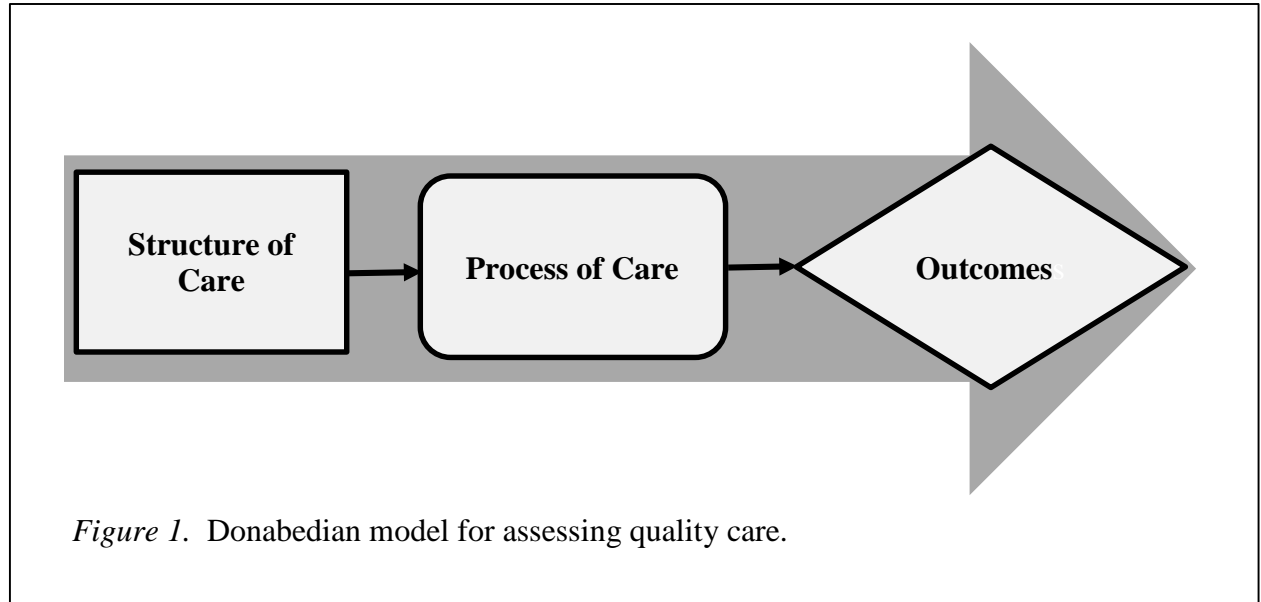 Structure of
Care
Process of Care
Outcomes
Figure 1. Donabedian model for assessing quality care.